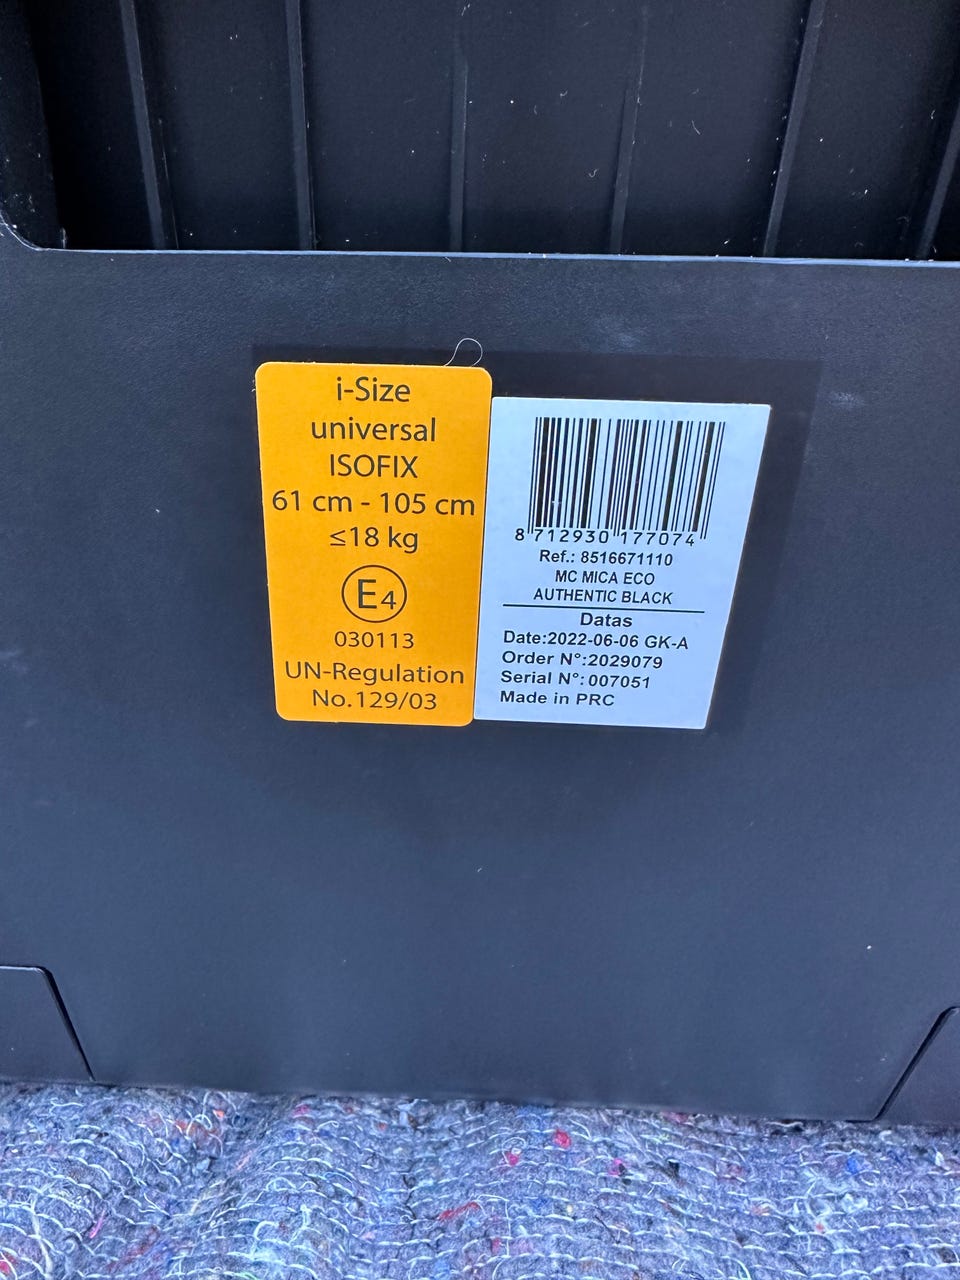 i-Size
universal
ISOFIX
61 cm - 105 cm
≤18 kg
E4
030113
UN-Regulation
No.129/03
8 712930 177074
Ref.: 8516671110
MC MICA ECO
AUTHENTIC BLACK
Datas
Date:2022-06-06 GK-A
Order N°:2029079
Serial N°: 007051
Made in PRC